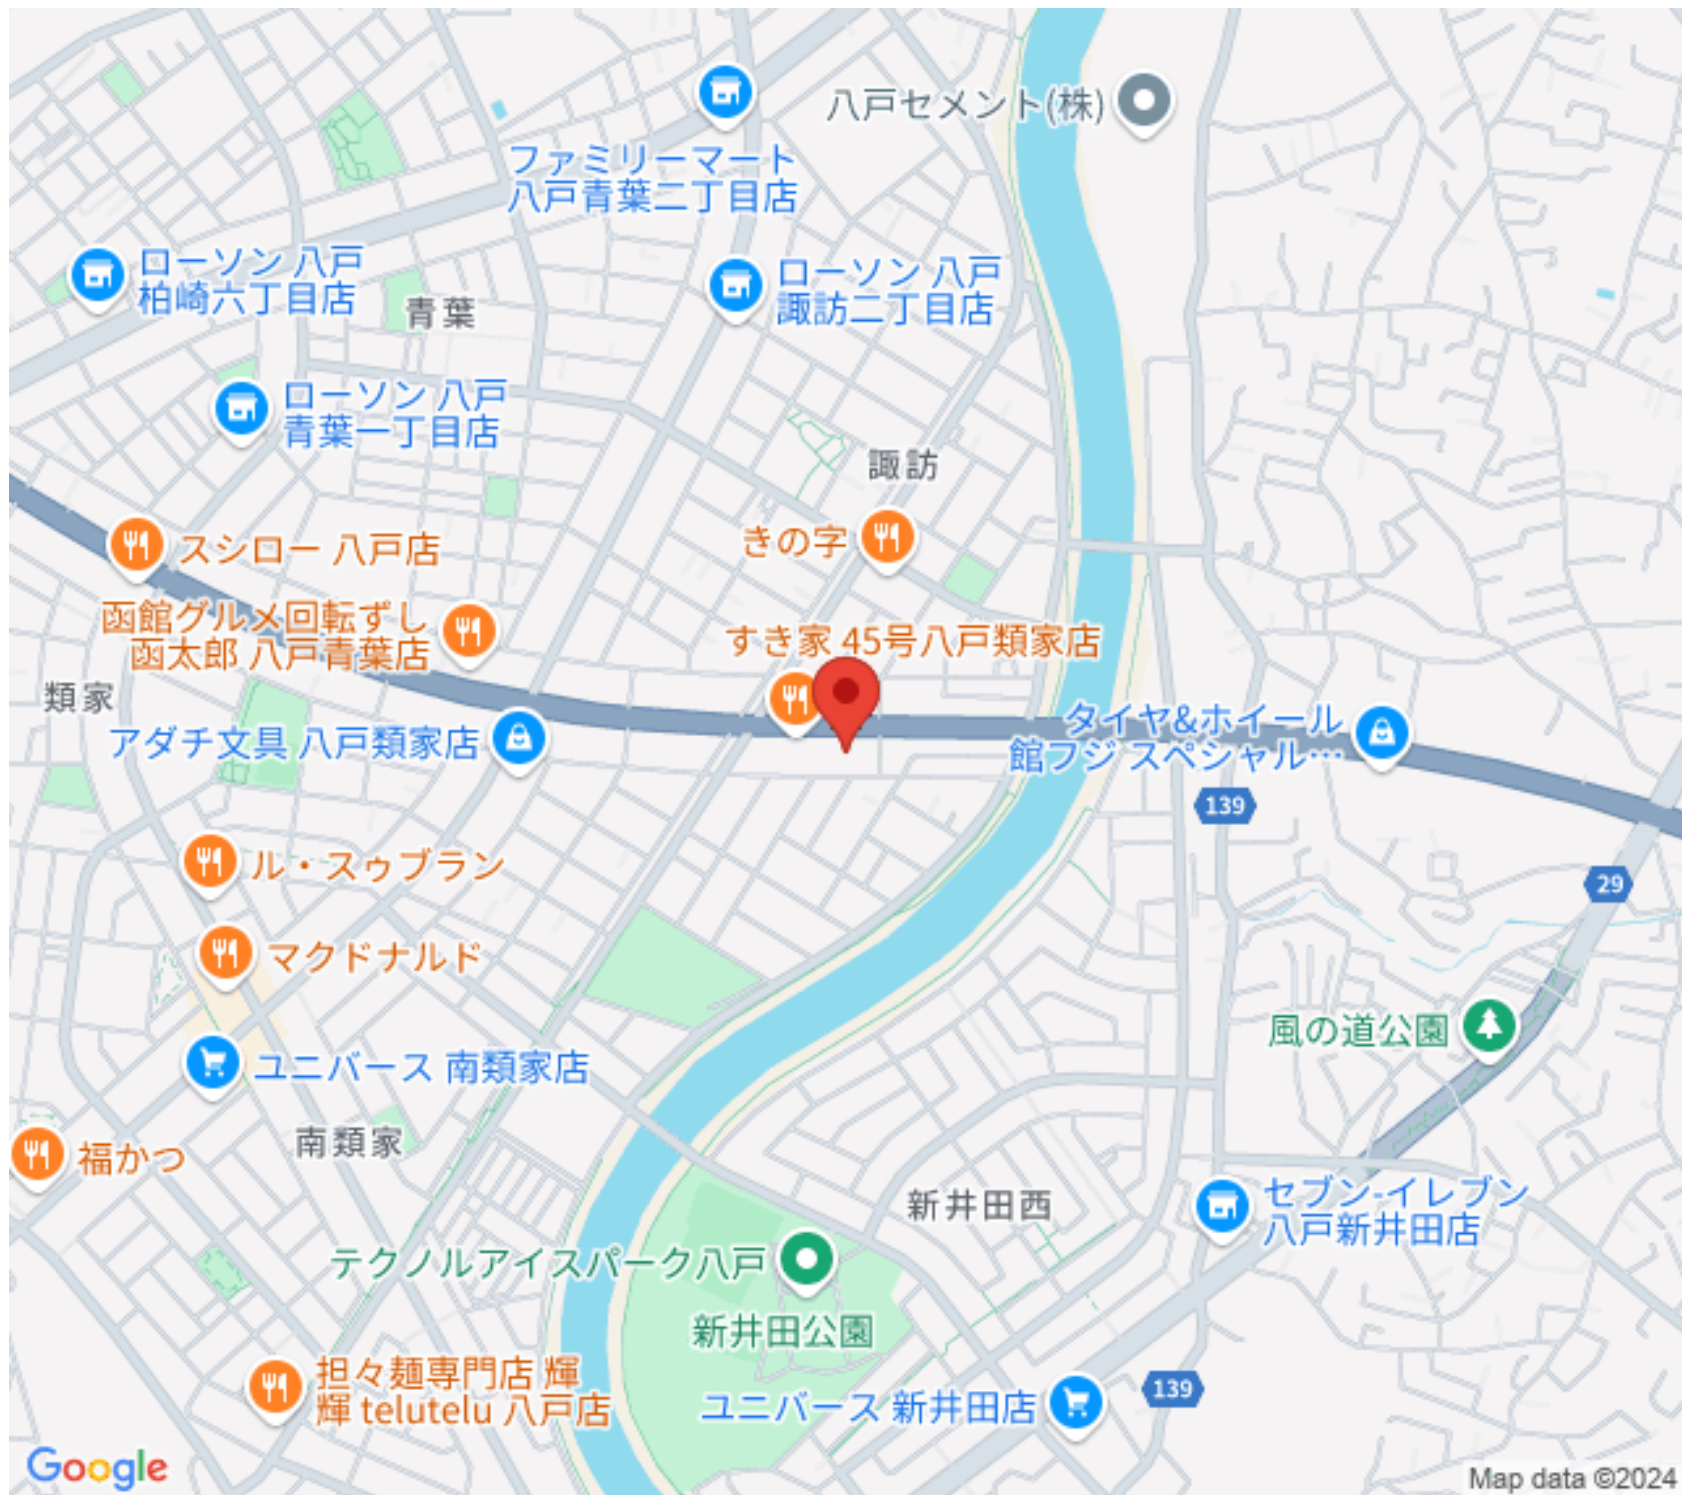 八戸セメント(株)
ファミリーマート
八戸青葉二丁目店
ローソン 八戸
柏崎六丁目店
ローソン 八戸
諏訪二丁目店
青葉
ローソン 八戸
青葉一丁目店
諏訪
スシロー 八戸店
きの字
函館グルメ回転ずし
函太郎 八戸青葉店
すき家 45号八戸類家店
類家
アダチ文具 八戸類家店
タイヤ&ホイール
館フジ スペシャル…
139
ル・スゥブラン
29
マクドナルド
風の道公園
ユニバース 南類家店
南類家
福かつ
新井田西
セブン-イレブン
八戸新井田店
テクノルアイスパーク八戸
新井田公園
担々麺専門店 輝
輝 telutelu 八戸店
139
ユニバース 新井田店
Google
Map data ©2024